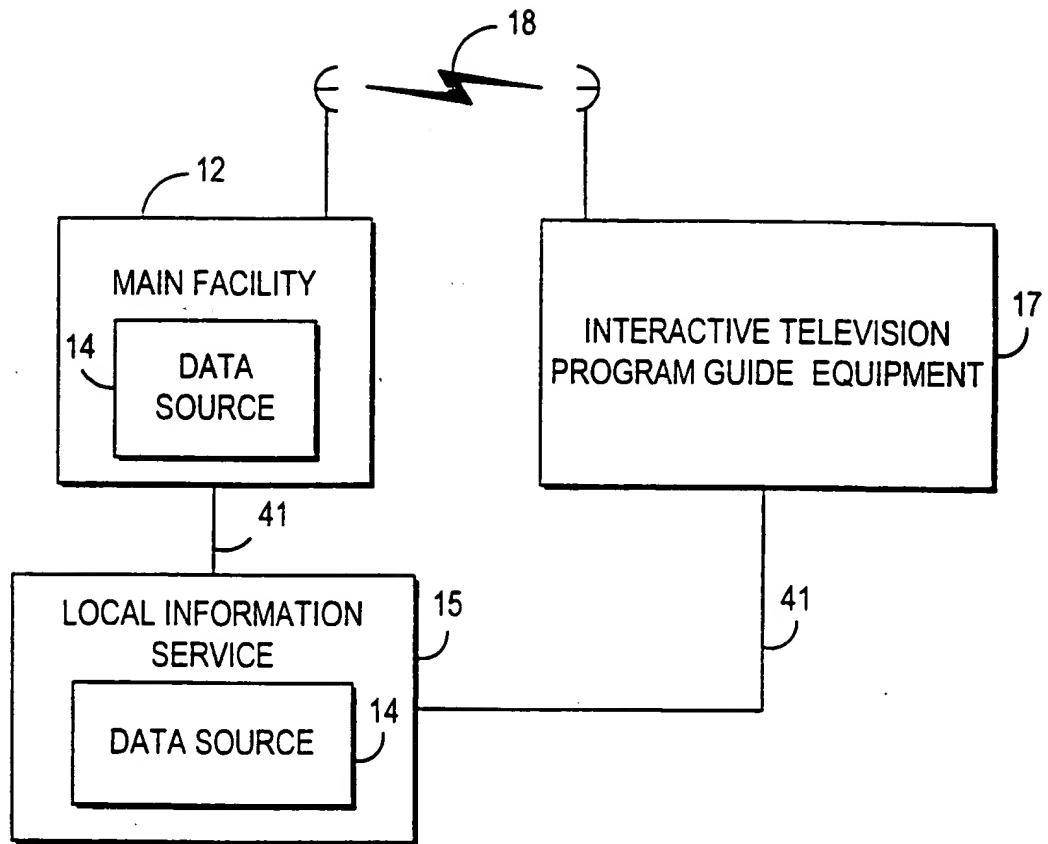 18
12
MAIN FACILITY
14
DATA
SOURCE
INTERACTIVE TELEVISION
PROGRAM GUIDE EQUIPMENT
17
41
LOCAL INFORMATION
SERVICE
15
41
DATA SOURCE
14